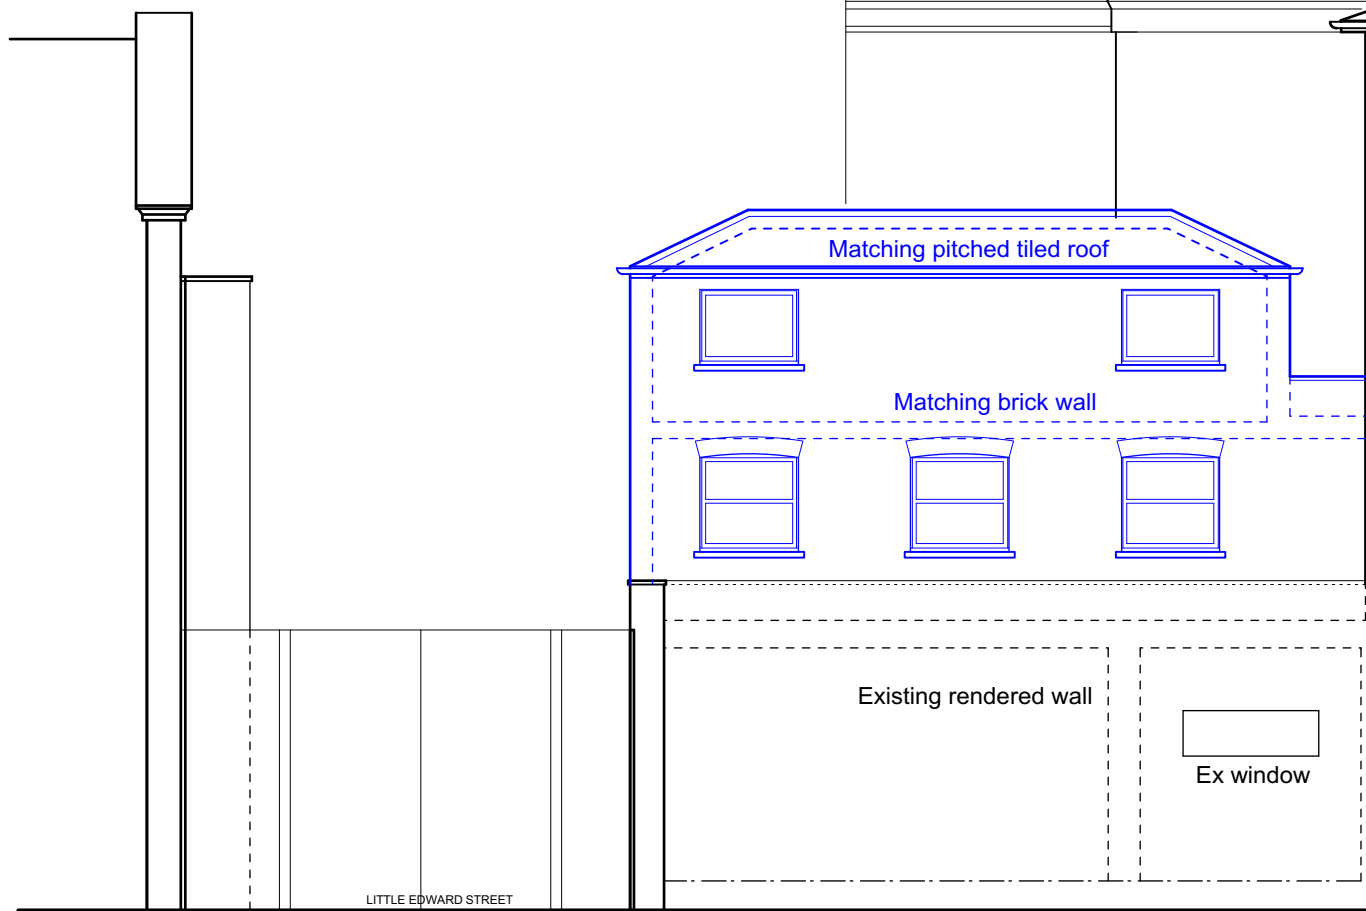 Matching pitched tiled roof
Matching brick wall
Existing rendered wall
Ex window
LITTLE EDWARD STREET